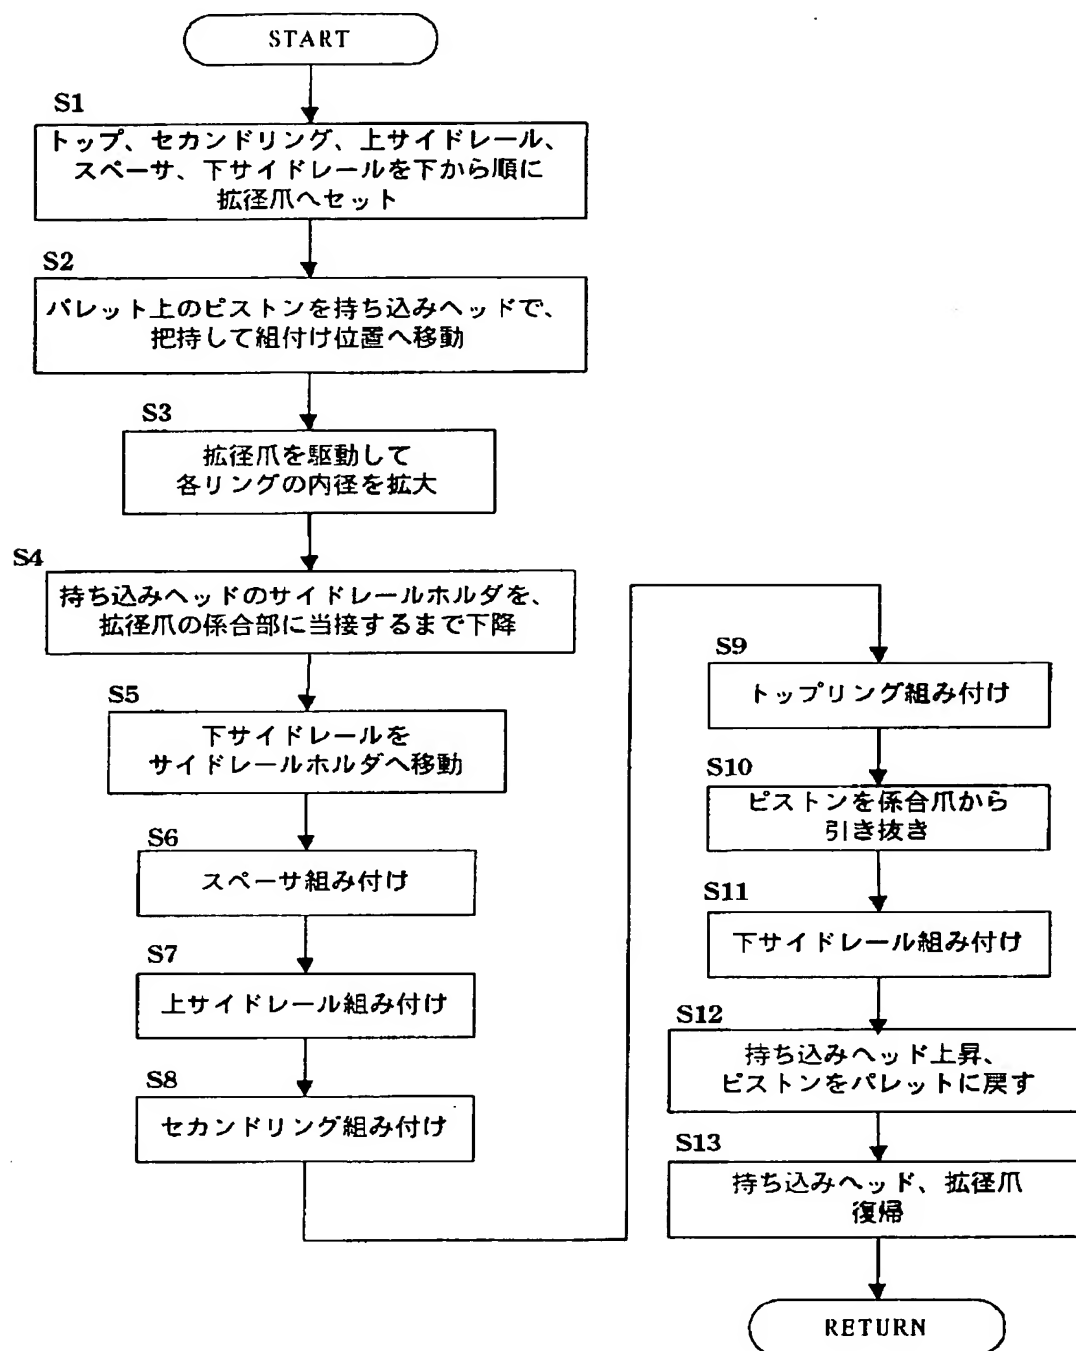 START
S1
トップ、セカンドリング、上サイドレール、
スペーサ、下サイドレールを下から順に
拡径爪へセット
S2
パレット上のピストンを持ち込みヘッドで、
把持して組付け位置へ移動
S3
拡径爪を駆動して
各リングの内径を拡大
S4
持ち込みヘッドのサイドレールホルダを、
拡径爪の係合部に当接するまで下降
S5
下サイドレールを
サイドレールホルダへ移動
S6
スペーサ組み付け
S7
上サイドレール組み付け
S8
セカンドリング組み付け
S9
トップリング組み付け
S10
ピストンを係合爪から
引き抜き
S11
下サイドレール組み付け
S12
持ち込みヘッド上昇、
ピストンをパレットに戻す
S13
持ち込みヘッド、拡径爪
復帰
RETURN